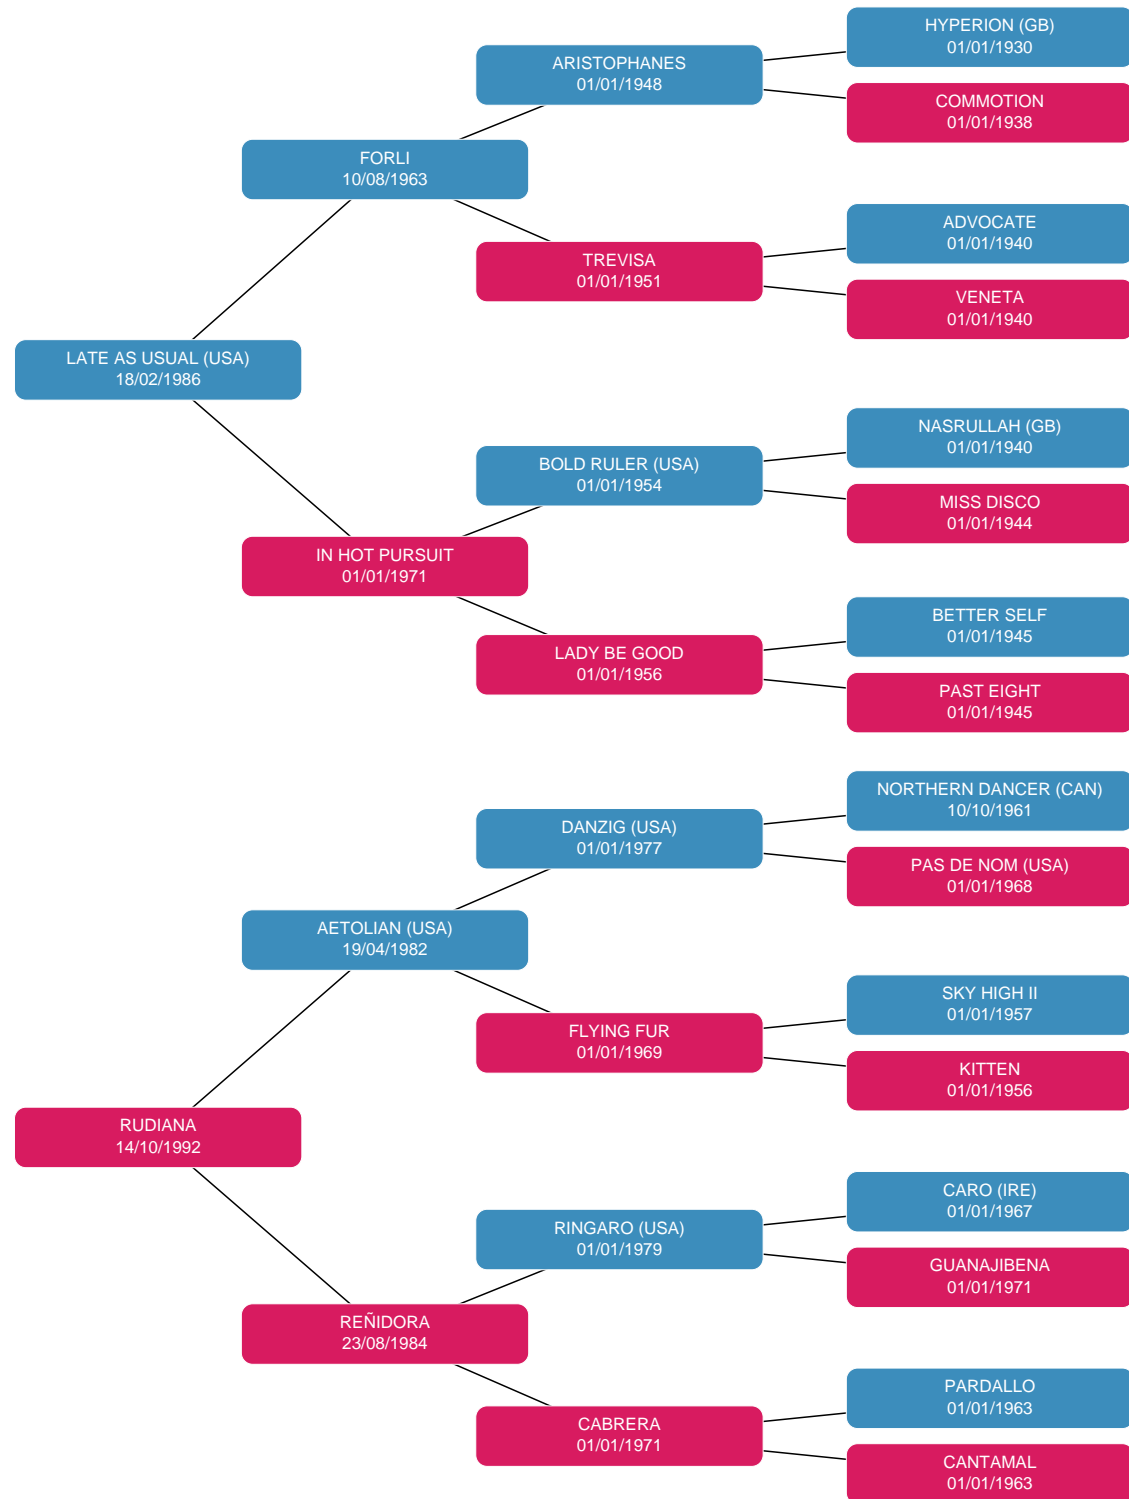 HYPERION (GB)
01/01/1930
ARISTOPHANES
01/01/1948
COMMOTION
01/01/1938
FORLI
10/08/1963
ADVOCATE
01/01/1940
TREVISA
01/01/1951
VENETA
01/01/1940
LATE AS USUAL (USA)
18/02/1986
NASRULLAH (GB)
01/01/1940
BOLD RULER (USA)
01/01/1954
MISS DISCO
01/01/1944
IN HOT PURSUIT
01/01/1971
BETTER SELF
01/01/1945
LADY BE GOOD
01/01/1956
PAST EIGHT
01/01/1945
NORTHERN DANCER (CAN)
10/10/1961
DANZIG (USA)
01/01/1977
PAS DE NOM (USA)
01/01/1968
AETOLIAN (USA)
19/04/1982
SKY HIGH II
01/01/1957
FLYING FUR
01/01/1969
KITTEN
01/01/1956
RUDIANA
14/10/1992
CARO (IRE)
01/01/1967
RINGARO (USA)
01/01/1979
GUANAJIBENA
01/01/1971
REÑIDORA
23/08/1984
PARDALLO
01/01/1963
CABRERA
01/01/1971
CANTAMAL
01/01/1963